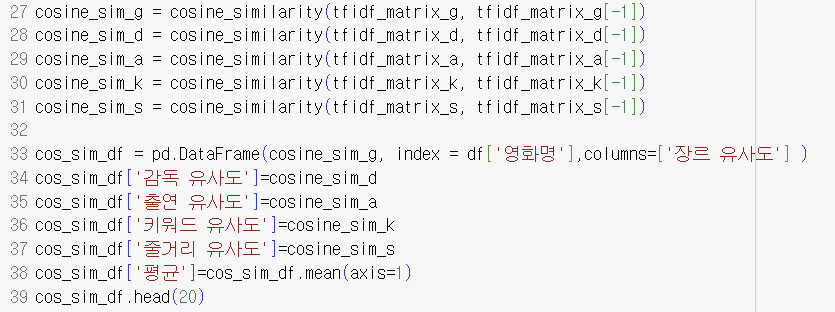 27 cosine_sim_g = cosine_similarity(tfidf_matrix_g, tfidf_matrix_g[-1])
28 cosine_sim_d = cosine_similarity(tfidf_matrix_d, tfidf_matrix_d[-1])
29 cosine_sim_a = cosine_similarity(tfidf_matrix_a, tfidf_matrix_a[-1])
30 cosine_sim_k = cosine_similarity(tfidf_matrix_k, tfidf_matrix_k[-1])
31 cosine_sim_s = cosine_similarity(tfidf_matrix_s, tfidf_matrix_s[-1])
32
33 cos_sim_df = pd.DataFrame(cosine_sim_g, index = df['영화명'],columns=['장르 유사도'] )
34 cos_sim_df['감독 유사도']=cosine_sim_d
35 cos_sim_df['출연 유사도']=cosine_sim_a
36 cos_sim_df['키워드 유사도']=cosine_sim_k
37 cos_sim_df['줄거리 유사도']=cosine_sim_s
38 cos_sim_df['평균']=cos_sim_df.mean(axis=1)
39 cos_sim_df.head(20)